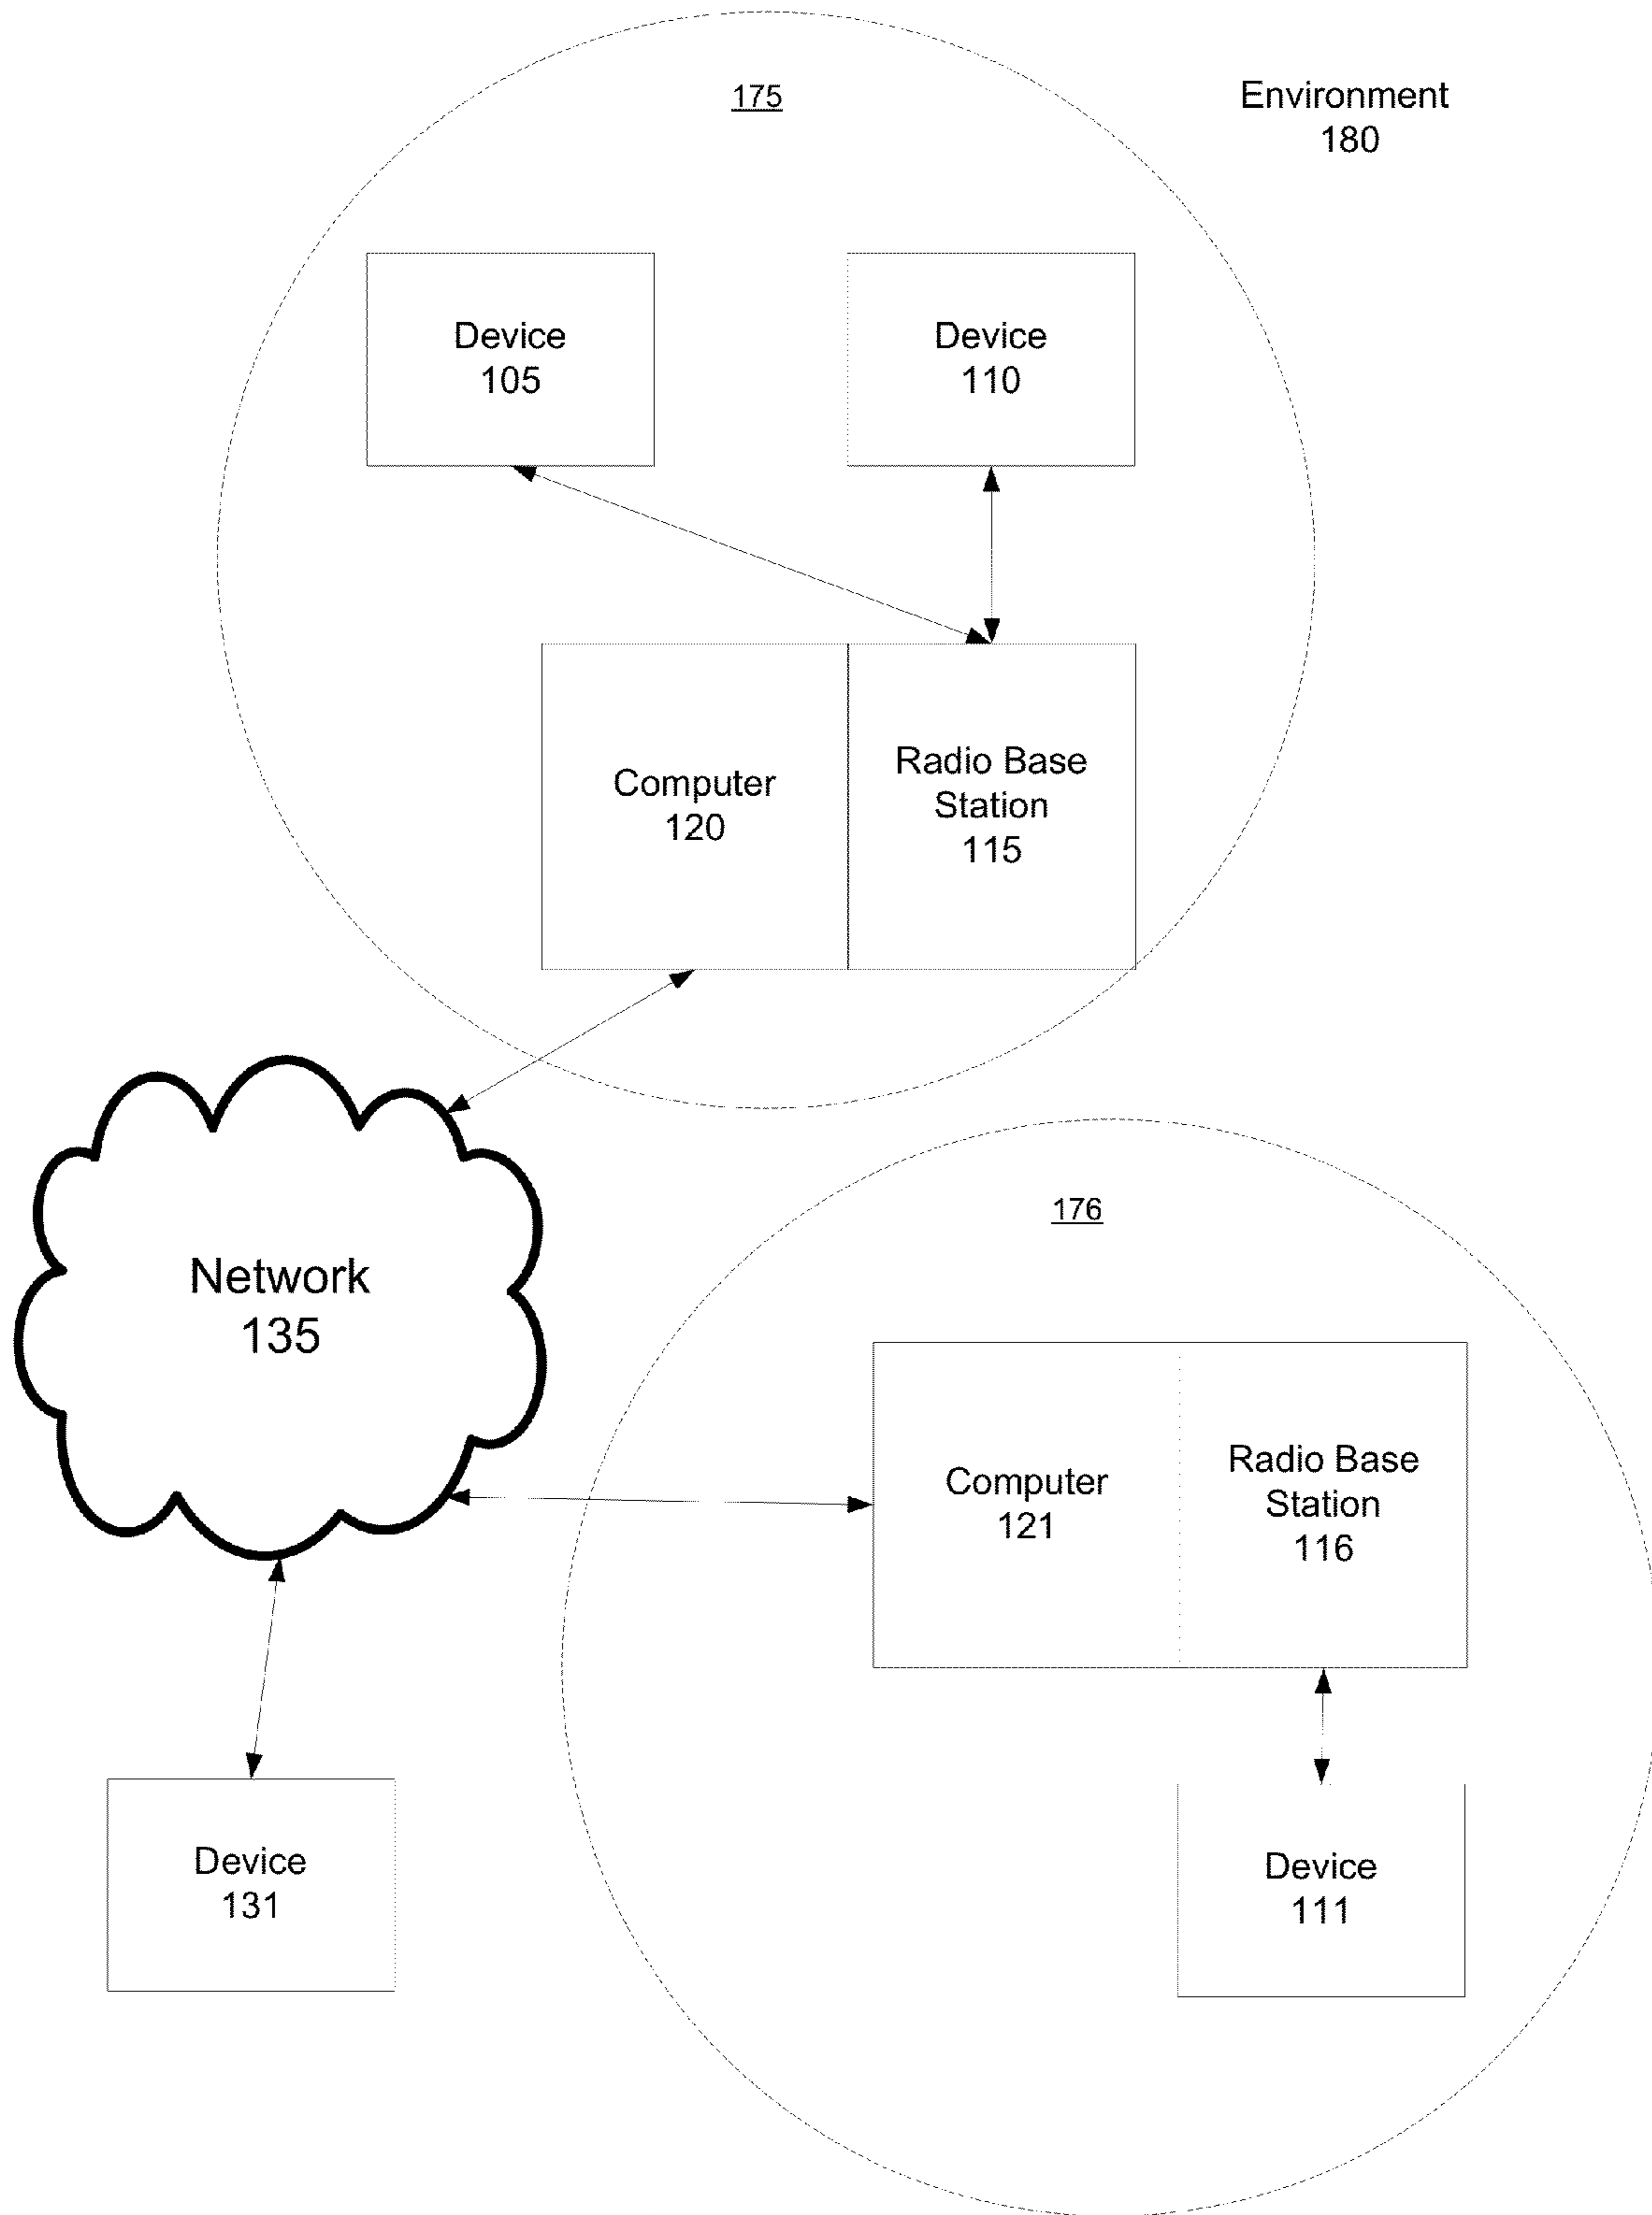 175
Environment
180
Device
105
Device
110
Computer
120
Radio Base
Station
115
Network
135
176
Computer
121
Radio Base
Station
116
Device
131
Device
111